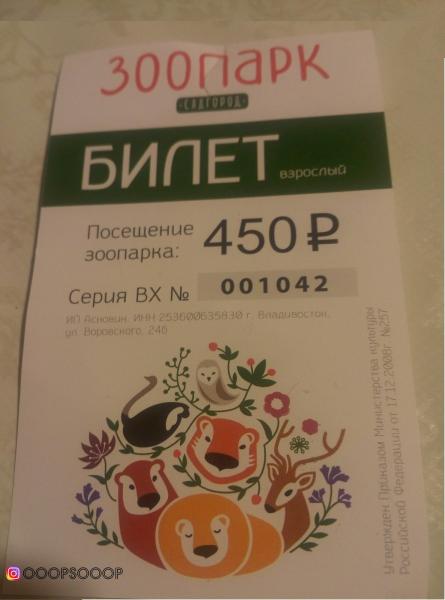 ЗООПАРК
·САДГОРОД·
БИЛЕТ взрослый
Посещение
зоопарка: 450 ₽
Серия ВХ № 001042
ИП Асновин, ИНН 253600635830 г. Владивосток,
ул. Воровского, 24б
Утвержден Приказом Министерства культуры
Российской Федерации от 17.12.2008г. №257
OOOPSOOOP